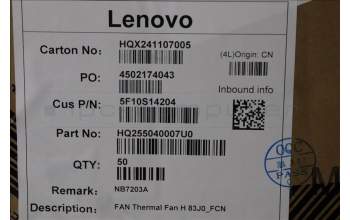 Lenovo
Carton No: HQX241107005
(4L)Origin: CN
PO: 4502174043
Inbound info
Cus P/N: 5F10S14204
Part No: HQ255040007U0
QTY: 50
OQC
Remark: NB7203A
Description: FAN Thermal Fan H 83J0_FCN